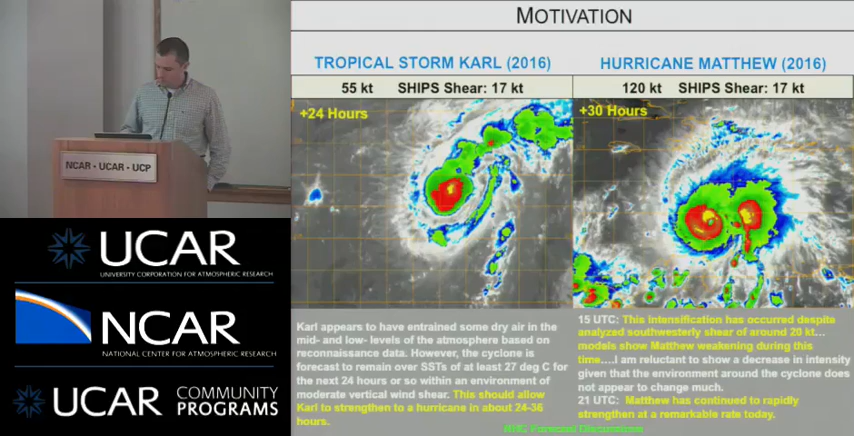 MOTIVATION
TROPICAL STORM KARL (2016)
HURRICANE MATTHEW (2016)
55 kt SHIPS Shear: 17 kt
120 kt SHIPS Shear: 17 kt
+24 Hours
+30 Hours
NCAR • UCAR • UCP
UCAR
UNIVERSITY CORPORATION FOR ATMOSPHERIC RESEARCH
NCAR
NATIONAL CENTER FOR ATMOSPHERIC RESEARCH
UCAR
COMMUNITY
PROGRAMS
Karl appears to have entrained some dry air in the
mid- and low- levels of the atmosphere based on
reconnaissance data. However, the cyclone is
forecast to remain over SSTs of at least 27 deg C for
the next 24 hours or so within an environment of
moderate vertical wind shear. This should allow
Karl to strengthen to a hurricane in about 24-36
hours.
15 UTC: This intensification has occurred despite
analyzed southwesterly shear of around 20 kt…
models show Matthew weakening during this
time….I am reluctant to show a decrease in intensity
given that the environment around the cyclone does
not appear to change much.
21 UTC: Matthew has continued to rapidly
strengthen at a remarkable rate today.
NHC Forecast Discussions